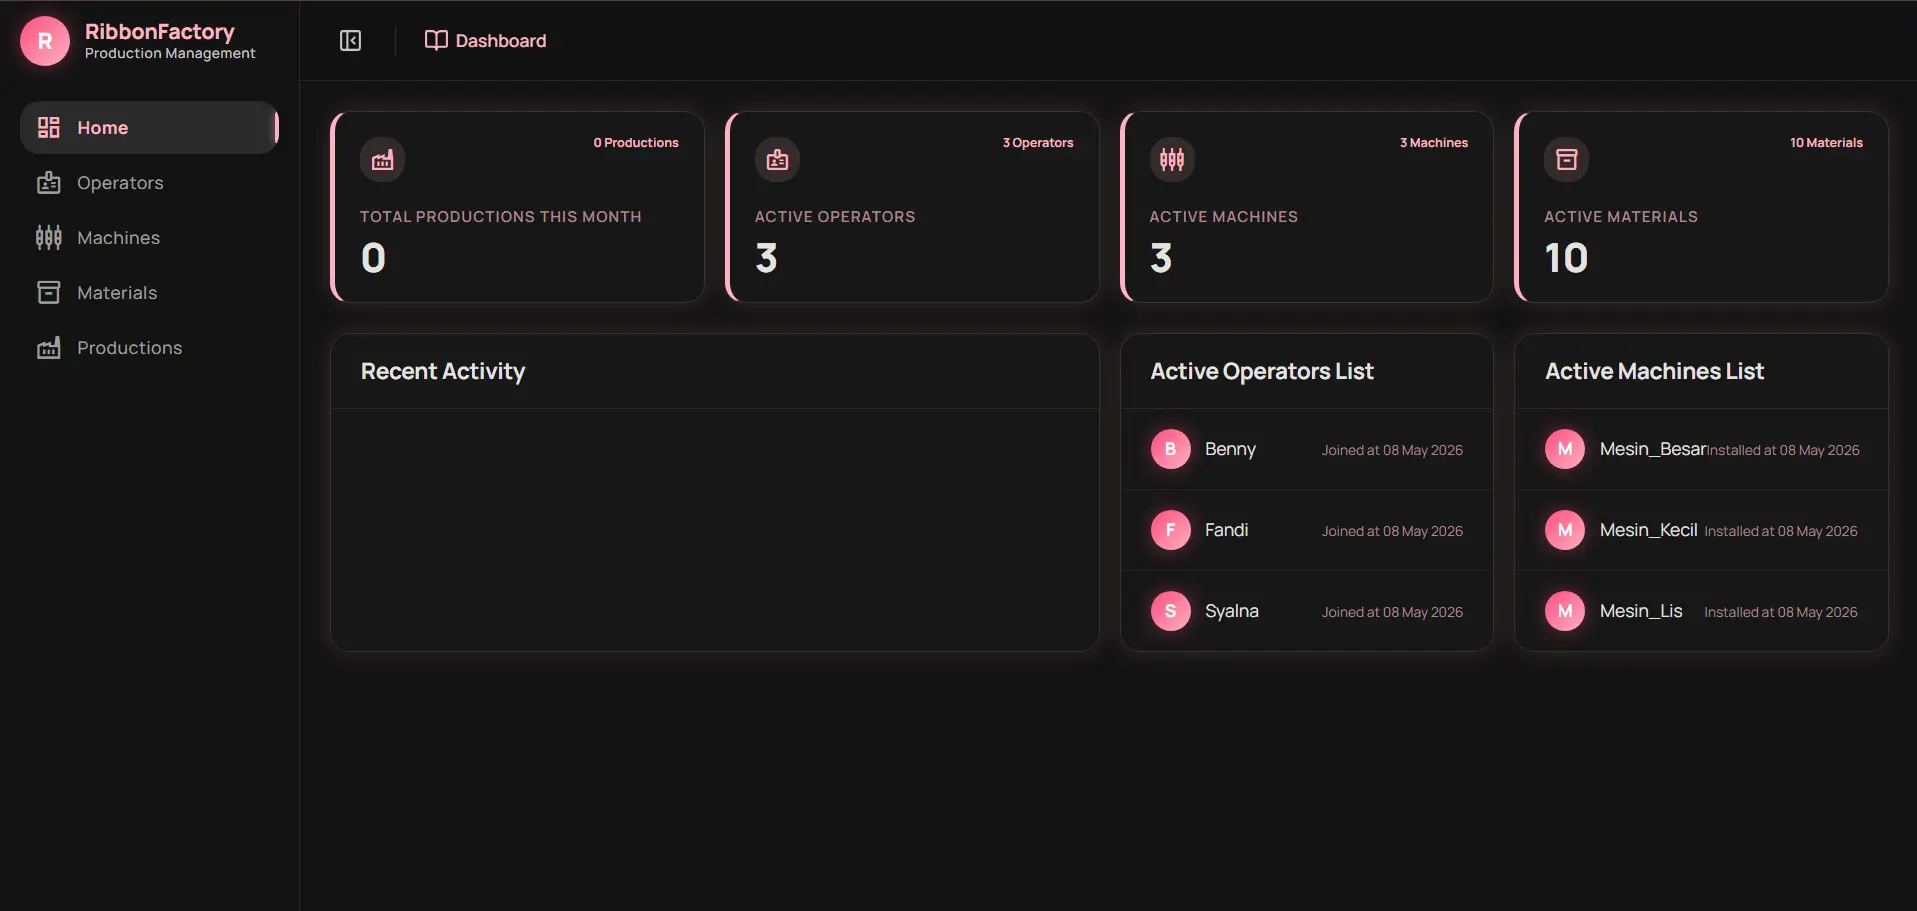 R
RibbonFactory
Production Management
Home
Operators
Machines
Materials
Productions
Dashboard
0 Productions
TOTAL PRODUCTIONS THIS MONTH
0
3 Operators
ACTIVE OPERATORS
3
3 Machines
ACTIVE MACHINES
3
10 Materials
ACTIVE MATERIALS
10
Recent Activity
Active Operators List
B Benny Joined at 08 May 2026
F Fandi Joined at 08 May 2026
S Syalna Joined at 08 May 2026
Active Machines List
M Mesin_Besar Installed at 08 May 2026
M Mesin_Kecil Installed at 08 May 2026
M Mesin_Lis Installed at 08 May 2026